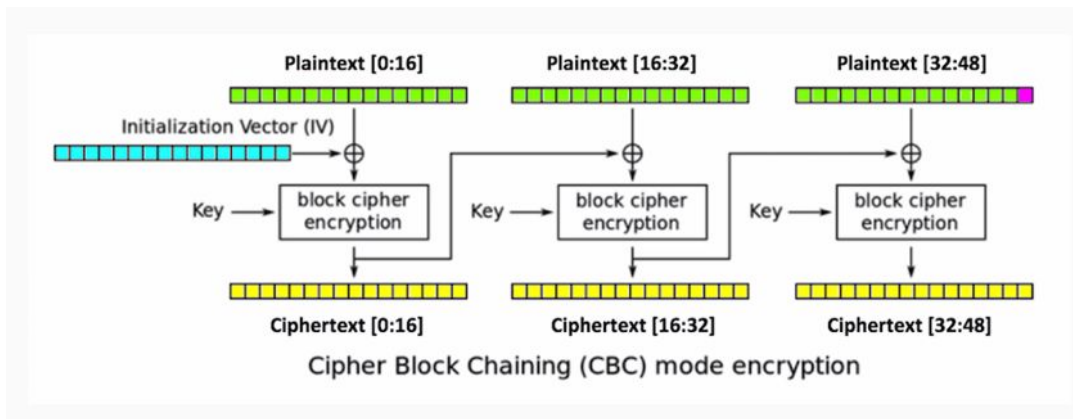 Plaintext [0:16]
Plaintext [16:32]
Plaintext [32:48]
Initialization Vector (IV)
Key
block cipher
encryption
Key
block cipher
encryption
Key
block cipher
encryption
Ciphertext [0:16]
Ciphertext [16:32]
Ciphertext [32:48]
Cipher Block Chaining (CBC) mode encryption